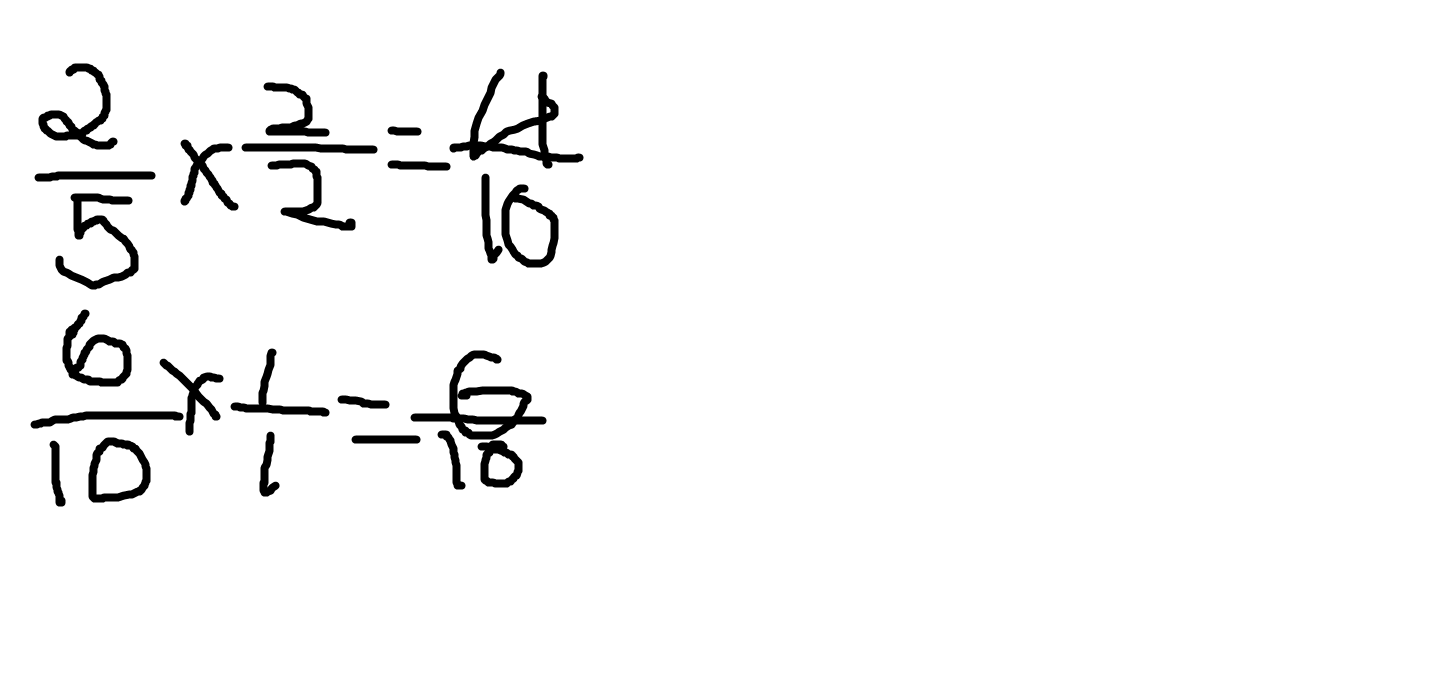 2/5 x 2/2 = 4/10
6/10 x 1/1 = 6/10